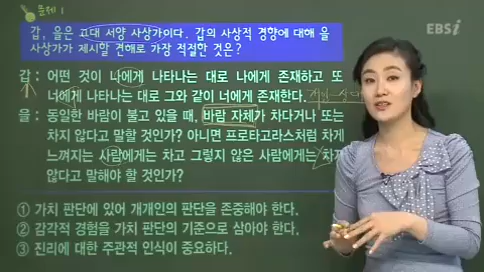 문제 1
EBSi
갑, 을은 고대 서양 사상가이다. 갑의 사상적 경향에 대해 을
사상가가 제시할 견해로 가장 적절한 것은?
갑 : 어떤 것이 나에게 나타나는 대로 나에게 존재하고 또
너에게 나타나는 대로 그와 같이 너에게 존재한다.
을 : 동일한 바람이 불고 있을 때, 바람 자체가 차다거나 또는
차지 않다고 말할 것인가? 아니면 프로타고라스처럼 차게
느껴지는 사람에게는 차고 그렇지 않은 사람에게는 차
않다고 말해야 할 것인가?
① 가치 판단에 있어 개개인의 판단을 존중해야 한다.
② 감각적 경험을 가치 판단의 기준으로 삼아야 한다.
③ 진리에 대한 주관적 인식이 중요하다.